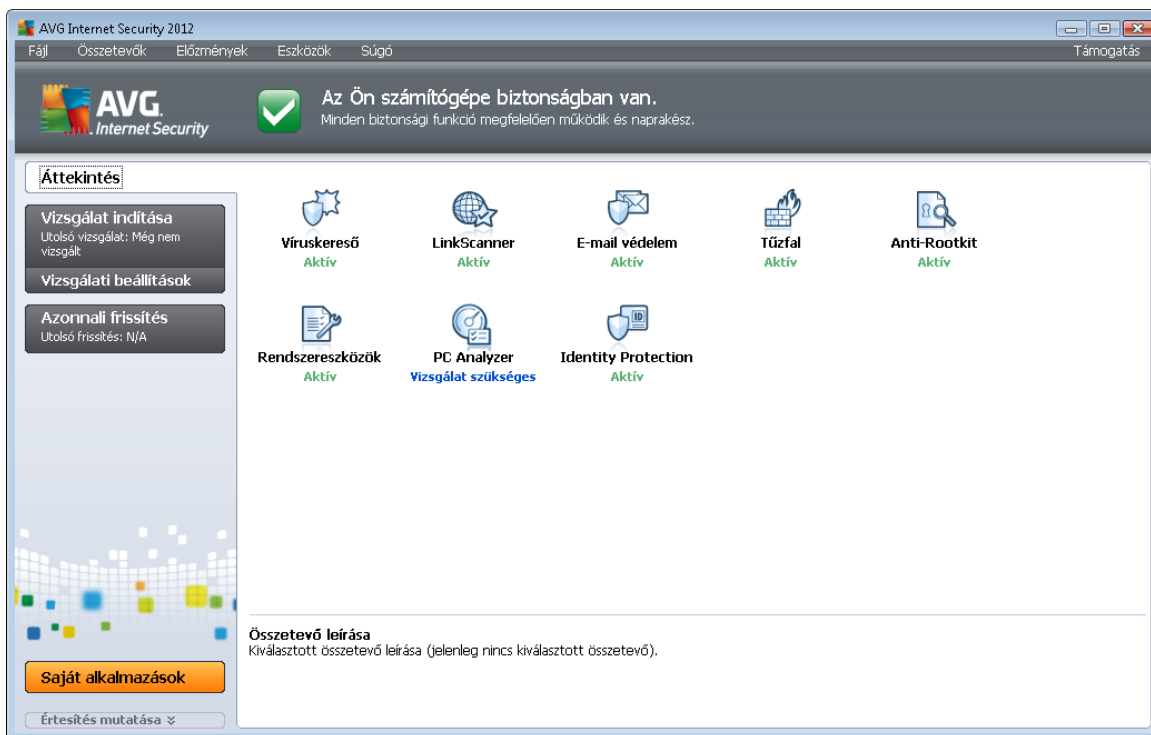 AVG Internet Security 2012
Fájl Összetevők Előzmények Eszközök Súgó Támogatás
AVG.
Internet Security
Az Ön számítógépe biztonságban van.
Minden biztonsági funkció megfelelően működik és naprakész.
Áttekintés
Vizsgálat indítása
Utolsó vizsgálat: Még nem
vizsgált
Vizsgálati beállítások
Azonnali frissítés
Utolsó frissítés: N/A
Víruskereső LinkScanner E-mail védelem Tűzfal Anti-Rootkit
Aktív Aktív Aktív Aktív Aktív
Rendszereszközök PC Analyzer Identity Protection
Aktív Vizsgálat szükséges Aktív
ID
Összetevő leírása
Kiválasztott összetevő leírása (jelenleg nincs kiválasztott összetevő).
Saját alkalmazások
Értesítés mutatása